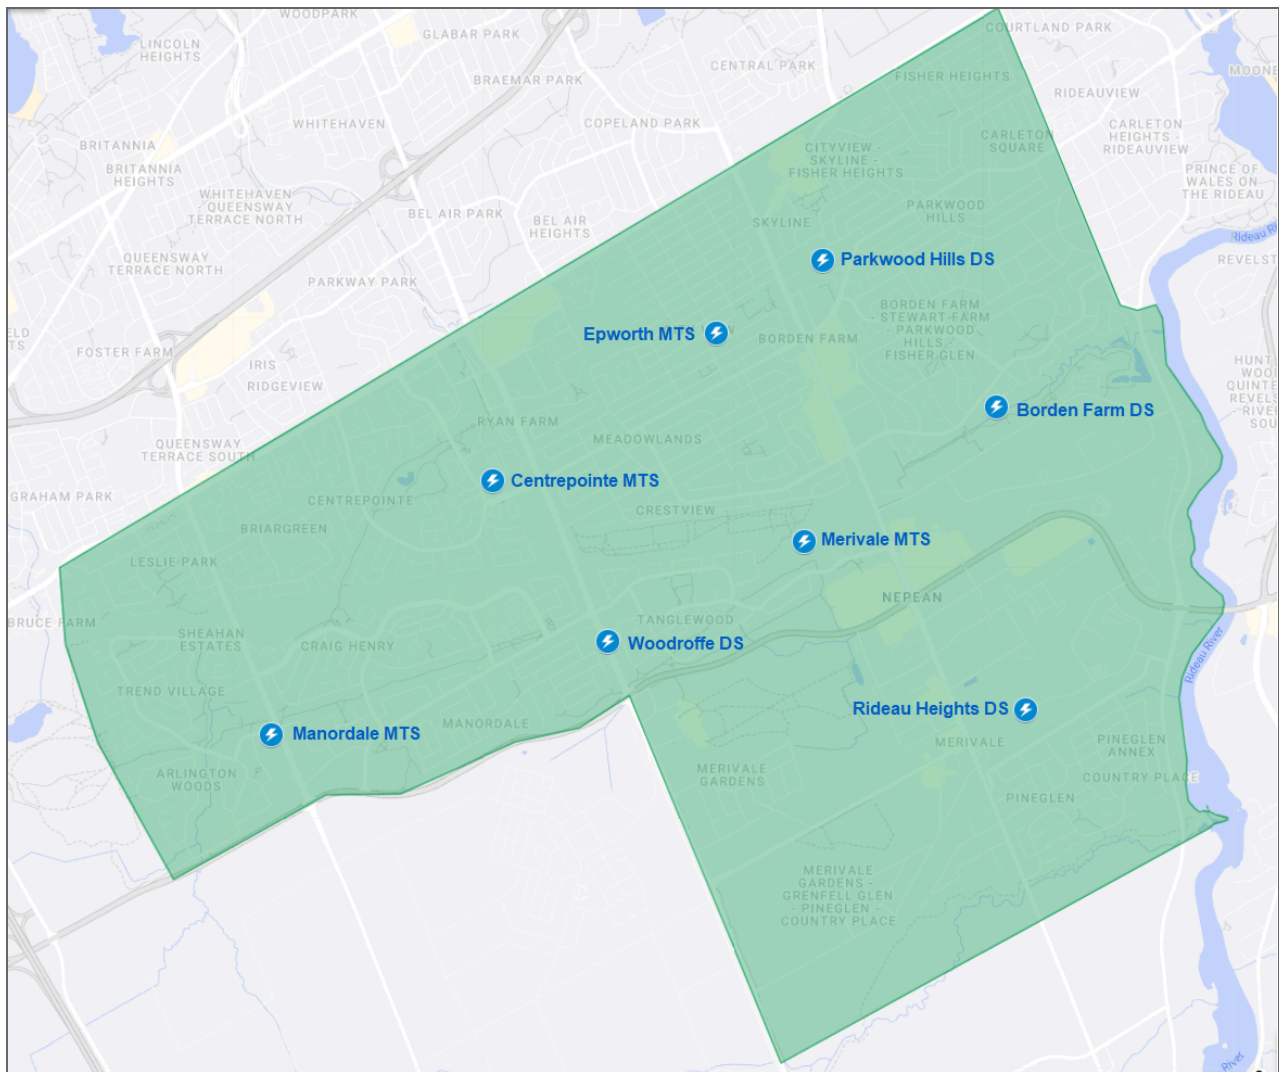 WOODPARK
COURTLAND PARK
GLABAR PARK
LINCOLN
HEIGHTS
CENTRAL PARK
FISHER HEIGHTS
BRAEMAR PARK
RIDEAUVIEW
WHITEHAVEN
COPELAND PARK
CARLETON
HEIGHTS -
RIDEAUVIEW
CARLETON
SQUARE
BRITANNIA
CITYVIEW -
SKYLINE -
FISHER HEIGHTS
BRITANNIA
HEIGHTS
PRINCE OF
WALES ON
THE RIDEAU
WHITEHAVEN
-QUEENSWAY
TERRACE NORTH
BEL AIR PARK
BEL AIR
HEIGHTS
SKYLINE
PARKWOOD
HILLS
QUEENSWAY
TERRACE NORTH
Parkwood Hills DS
PARKWAY PARK
BORDEN FARM
- STEWART-FARM
- PARKWOOD
HILLS -
FISHER GLEN
Epworth MTS
BORDEN FARM
FOSTER FARM
IRIS
RIDGEVIEW
Borden Farm DS
RYAN FARM
MEADOWLANDS
QUEENSWAY
TERRACE SOUTH
Centrepointe MTS
GRAHAM PARK
CENTREPOINTE
CRESTVIEW
BRIARGREEN
Merivale MTS
LESLIE PARK
NEPEAN
BRUCE FARM
TANGLEWOOD
SHEAHAN
ESTATES
CRAIG HENRY
Woodroffe DS
Rideau River
TREND VILLAGE
Rideau Heights DS
MANORDALE
Manordale MTS
MERIVALE
PINEGLEN
ANNEX
ARLINGTON
WOODS
MERIVALE
GARDENS
COUNTRY PLACE
PINEGLEN
MERIVALE
GARDENS -
GRENFELL GLEN
- PINEGLEN -
COUNTRY PLACE
River